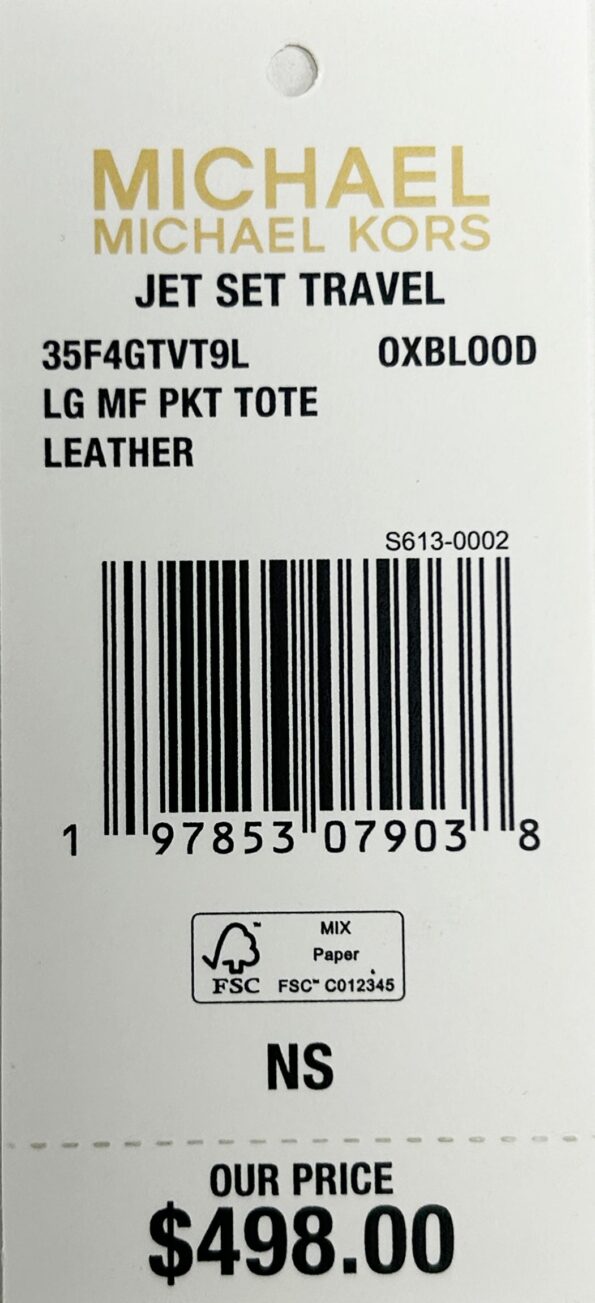 MICHAEL
MICHAEL KORS
JET SET TRAVEL
35F4GTVT9L OXBLOOD
LG MF PKT TOTE
LEATHER
S613-0002
1 97853 07903 8
MIX
Paper
FSC™ C012345
FSC
NS
OUR PRICE
$498.00